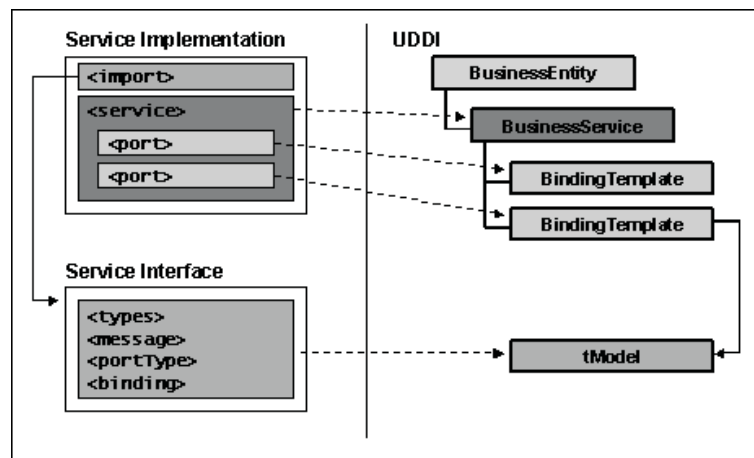 Service Implementation
<import>
<service>
<port>
<port>
Service Interface
<types>
<message>
<portType>
<binding>
UDDI
BusinessEntity
BusinessService
BindingTemplate
BindingTemplate
tModel